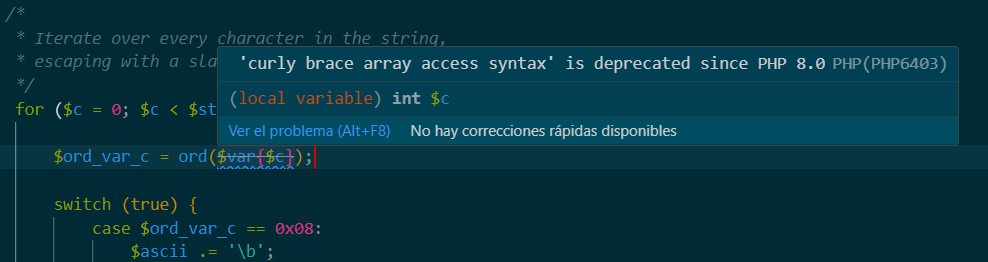 /*
* Iterate over every character in the string,
* escaping with a sla
*/
for ($c = 0; $c < $st
'curly brace array access syntax' is deprecated since PHP 8.0 PHP(PHP6403)
(local variable) int $c
Ver el problema (Alt+F8) No hay correcciones rápidas disponibles
$ord_var_c = ord($var{$c});
switch (true) {
case $ord_var_c == 0x08:
$ascii .= '\b';